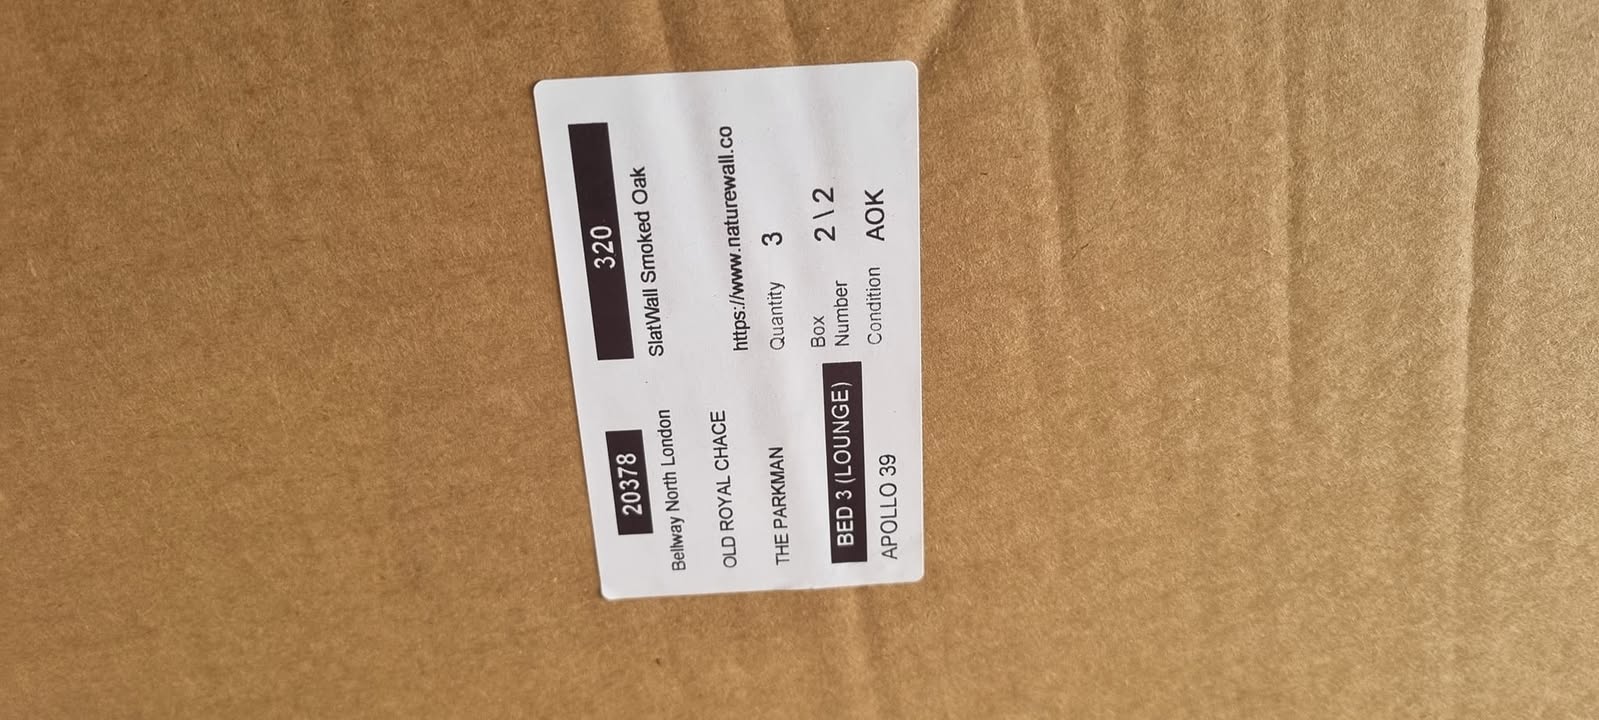 20378
Bellway North London
OLD ROYAL CHACE
THE PARKMAN
BED 3 (LOUNGE)
APOLLO 39
320
SlatWall Smoked Oak
https://www.naturewall.co
Quantity 3
Box
Number 2 \ 2
Condition AOK